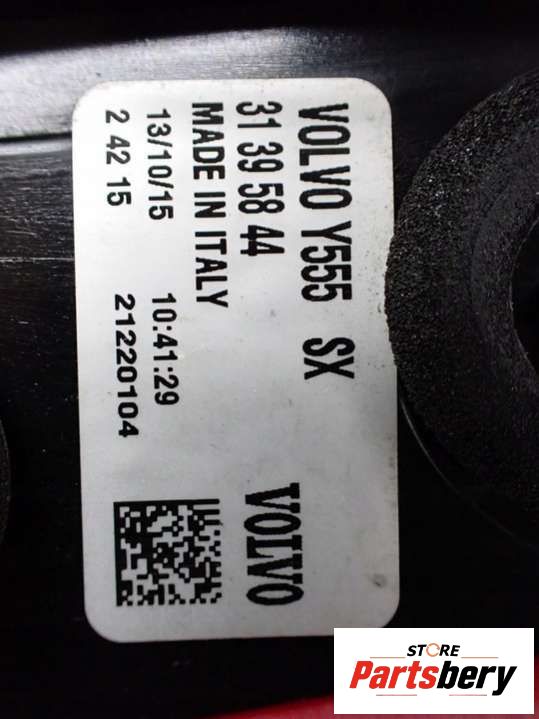 VOLVO Y555 SX
31 39 58 44
MADE IN ITALY
13/10/15 10:41:29
2 42 15 21220104
VOLVO
STORE
Partsbery